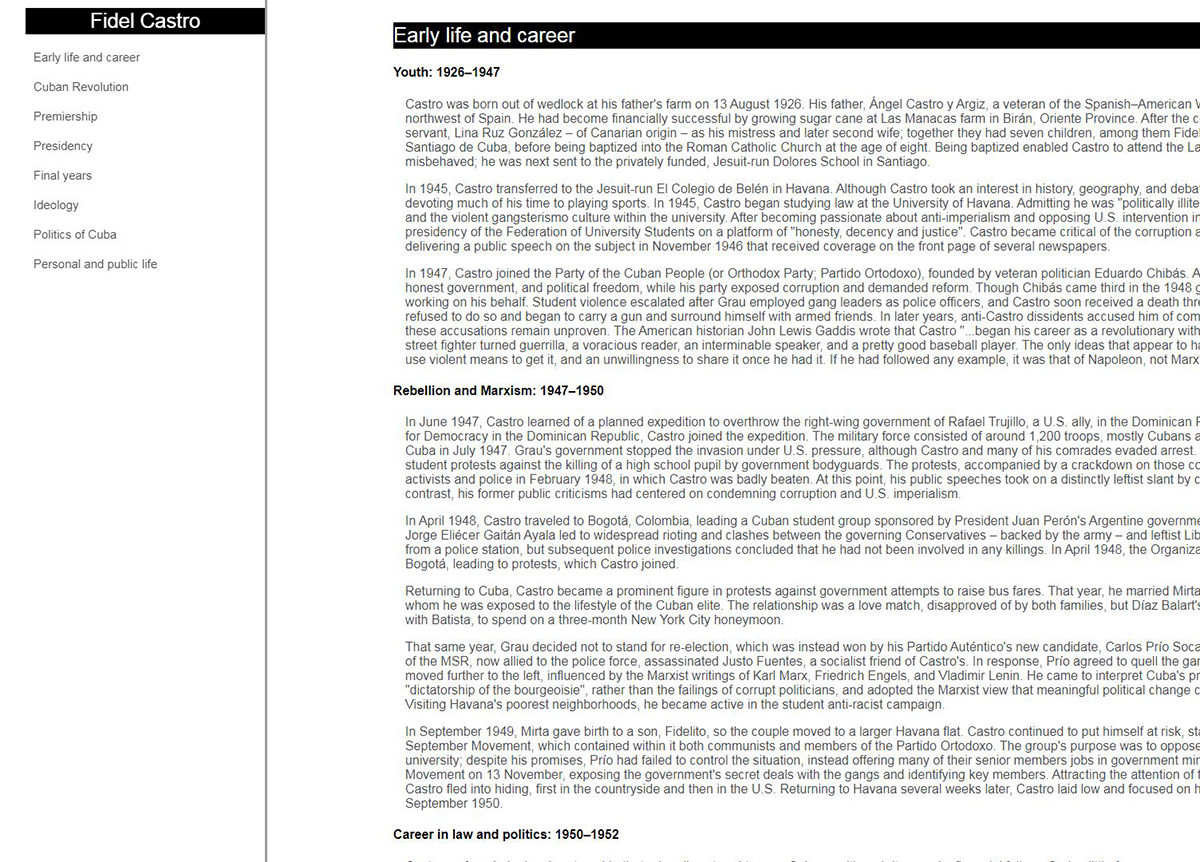 Fidel Castro
Early life and career
Cuban Revolution
Premiership
Presidency
Final years
Ideology
Politics of Cuba
Personal and public life
Early life and career
Youth: 1926–1947
Castro was born out of wedlock at his father's farm on 13 August 1926. His father, Ángel Castro y Argiz, a veteran of the Spanish–American W
northwest of Spain. He had become financially successful by growing sugar cane at Las Manacas farm in Birán, Oriente Province. After the c
servant, Lina Ruz González – of Canarian origin – as his mistress and later second wife; together they had seven children, among them Fidel
Santiago de Cuba, before being baptized into the Roman Catholic Church at the age of eight. Being baptized enabled Castro to attend the La
misbehaved; he was next sent to the privately funded, Jesuit-run Dolores School in Santiago.
In 1945, Castro transferred to the Jesuit-run El Colegio de Belén in Havana. Although Castro took an interest in history, geography, and deba
devoting much of his time to playing sports. In 1945, Castro began studying law at the University of Havana. Admitting he was "politically illite
and the violent gangsterismo culture within the university. After becoming passionate about anti-imperialism and opposing U.S. intervention in
presidency of the Federation of University Students on a platform of "honesty, decency and justice". Castro became critical of the corruption a
delivering a public speech on the subject in November 1946 that received coverage on the front page of several newspapers.
In 1947, Castro joined the Party of the Cuban People (or Orthodox Party; Partido Ortodoxo), founded by veteran politician Eduardo Chibás. A
honest government, and political freedom, while his party exposed corruption and demanded reform. Though Chibás came third in the 1948 g
working on his behalf. Student violence escalated after Grau employed gang leaders as police officers, and Castro soon received a death thre
refused to do so and began to carry a gun and surround himself with armed friends. In later years, anti-Castro dissidents accused him of com
these accusations remain unproven. The American historian John Lewis Gaddis wrote that Castro "...began his career as a revolutionary with
street fighter turned guerrilla, a voracious reader, an interminable speaker, and a pretty good baseball player. The only ideas that appear to ha
use violent means to get it, and an unwillingness to share it once he had it. If he had followed any example, it was that of Napoleon, not Marx
Rebellion and Marxism: 1947–1950
In June 1947, Castro learned of a planned expedition to overthrow the right-wing government of Rafael Trujillo, a U.S. ally, in the Dominican R
for Democracy in the Dominican Republic, Castro joined the expedition. The military force consisted of around 1,200 troops, mostly Cubans a
Cuba in July 1947. Grau's government stopped the invasion under U.S. pressure, although Castro and many of his comrades evaded arrest.
student protests against the killing of a high school pupil by government bodyguards. The protests, accompanied by a crackdown on those co
activists and police in February 1948, in which Castro was badly beaten. At this point, his public speeches took on a distinctly leftist slant by c
contrast, his former public criticisms had centered on condemning corruption and U.S. imperialism.
In April 1948, Castro traveled to Bogotá, Colombia, leading a Cuban student group sponsored by President Juan Perón's Argentine governme
Jorge Eliécer Gaitán Ayala led to widespread rioting and clashes between the governing Conservatives – backed by the army – and leftist Lib
from a police station, but subsequent police investigations concluded that he had not been involved in any killings. In April 1948, the Organiza
Bogotá, leading to protests, which Castro joined.
Returning to Cuba, Castro became a prominent figure in protests against government attempts to raise bus fares. That year, he married Mirta
whom he was exposed to the lifestyle of the Cuban elite. The relationship was a love match, disapproved of by both families, but Díaz Balart's
with Batista, to spend on a three-month New York City honeymoon.
That same year, Grau decided not to stand for re-election, which was instead won by his Partido Auténtico's new candidate, Carlos Prío Soca
of the MSR, now allied to the police force, assassinated Justo Fuentes, a socialist friend of Castro's. In response, Prío agreed to quell the gan
moved further to the left, influenced by the Marxist writings of Karl Marx, Friedrich Engels, and Vladimir Lenin. He came to interpret Cuba's pr
"dictatorship of the bourgeoisie", rather than the failings of corrupt politicians, and adopted the Marxist view that meaningful political change c
Visiting Havana's poorest neighborhoods, he became active in the student anti-racist campaign.
In September 1949, Mirta gave birth to a son, Fidelito, so the couple moved to a larger Havana flat. Castro continued to put himself at risk, sta
September Movement, which contained within it both communists and members of the Partido Ortodoxo. The group's purpose was to oppose
university; despite his promises, Prío had failed to control the situation, instead offering many of their senior members jobs in government min
Movement on 13 November, exposing the government's secret deals with the gangs and identifying key members. Attracting the attention of t
Castro fled into hiding, first in the countryside and then in the U.S. Returning to Havana several weeks later, Castro laid low and focused on h
September 1950.
Career in law and politics: 1950–1952